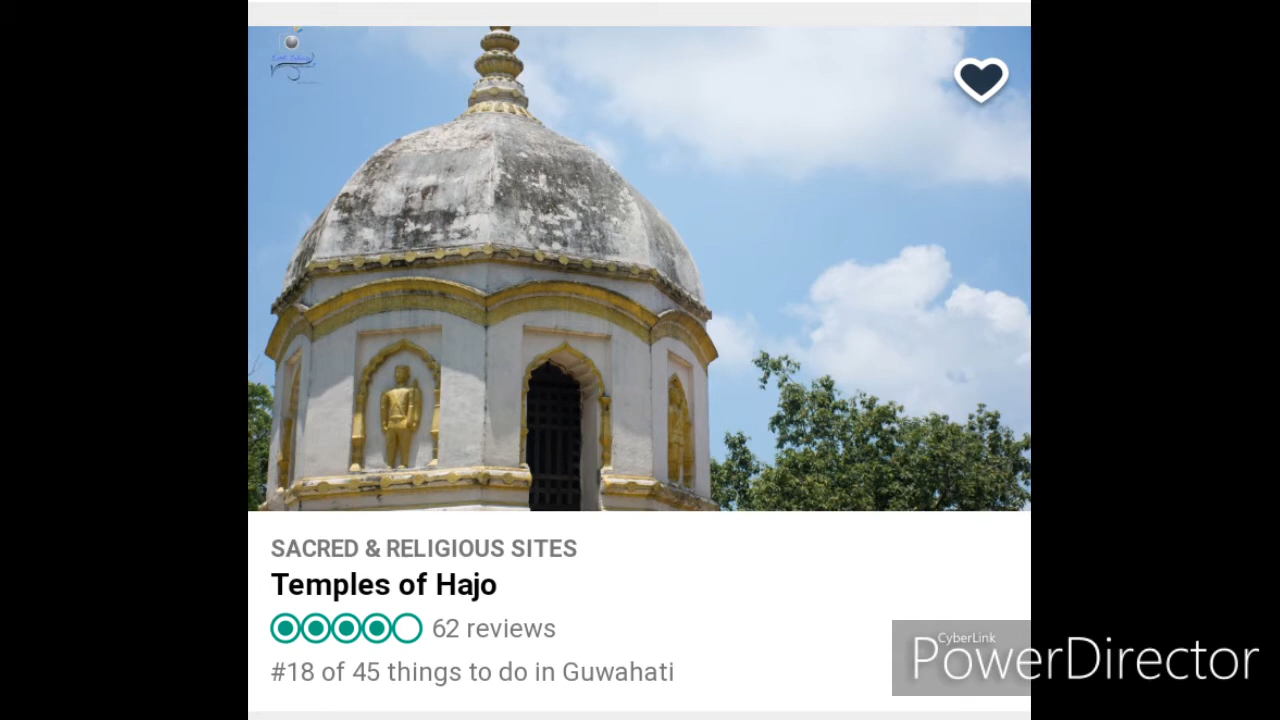 SACRED & RELIGIOUS SITES
Temples of Hajo
62 reviews
#18 of 45 things to do in Guwahati
CyberLink
PowerDirector